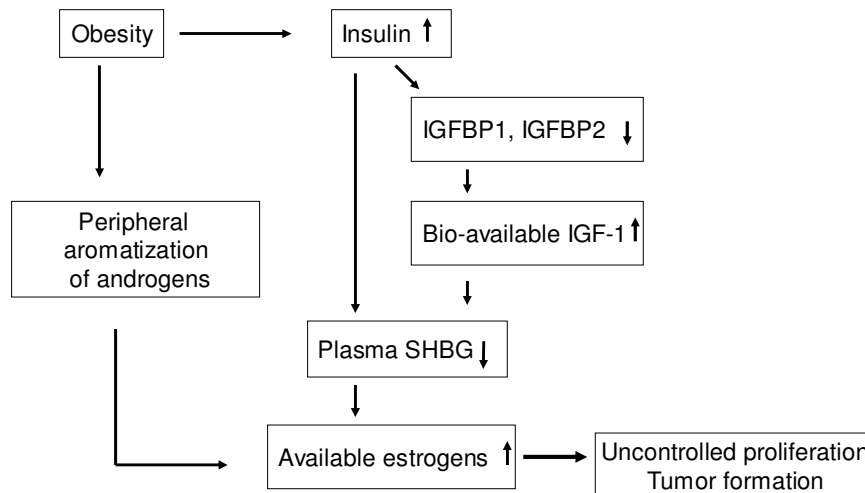 Obesity
Insulin
IGFBP1, IGFBP2
Peripheral
aromatization
of androgens
Bio-available IGF-1
Plasma SHBG
Available estrogens
Uncontrolled proliferation
Tumor formation